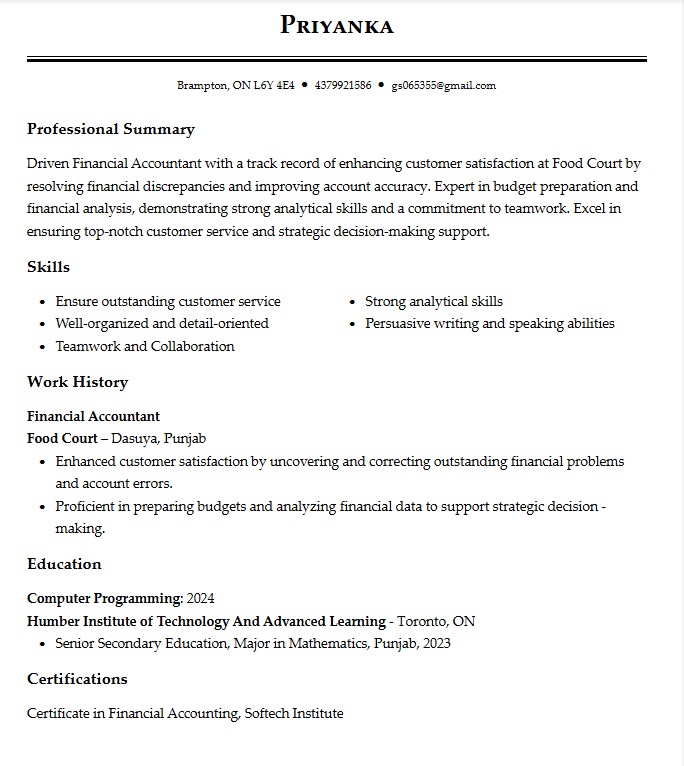 PRIYANKA
Brampton, ON L6Y 4E4 • 4379921586 • gs065355@gmail.com
Professional Summary
Driven Financial Accountant with a track record of enhancing customer satisfaction at Food Court by
resolving financial discrepancies and improving account accuracy. Expert in budget preparation and
financial analysis, demonstrating strong analytical skills and a commitment to teamwork. Excel in
ensuring top-notch customer service and strategic decision-making support.
Skills
• Ensure outstanding customer service
• Well-organized and detail-oriented
• Teamwork and Collaboration
• Strong analytical skills
• Persuasive writing and speaking abilities
Work History
Financial Accountant
Food Court – Dasuya, Punjab
• Enhanced customer satisfaction by uncovering and correcting outstanding financial problems
and account errors.
• Proficient in preparing budgets and analyzing financial data to support strategic decision -
making.
Education
Computer Programming: 2024
Humber Institute of Technology And Advanced Learning - Toronto, ON
• Senior Secondary Education, Major in Mathematics, Punjab, 2023
Certifications
Certificate in Financial Accounting, Softech Institute